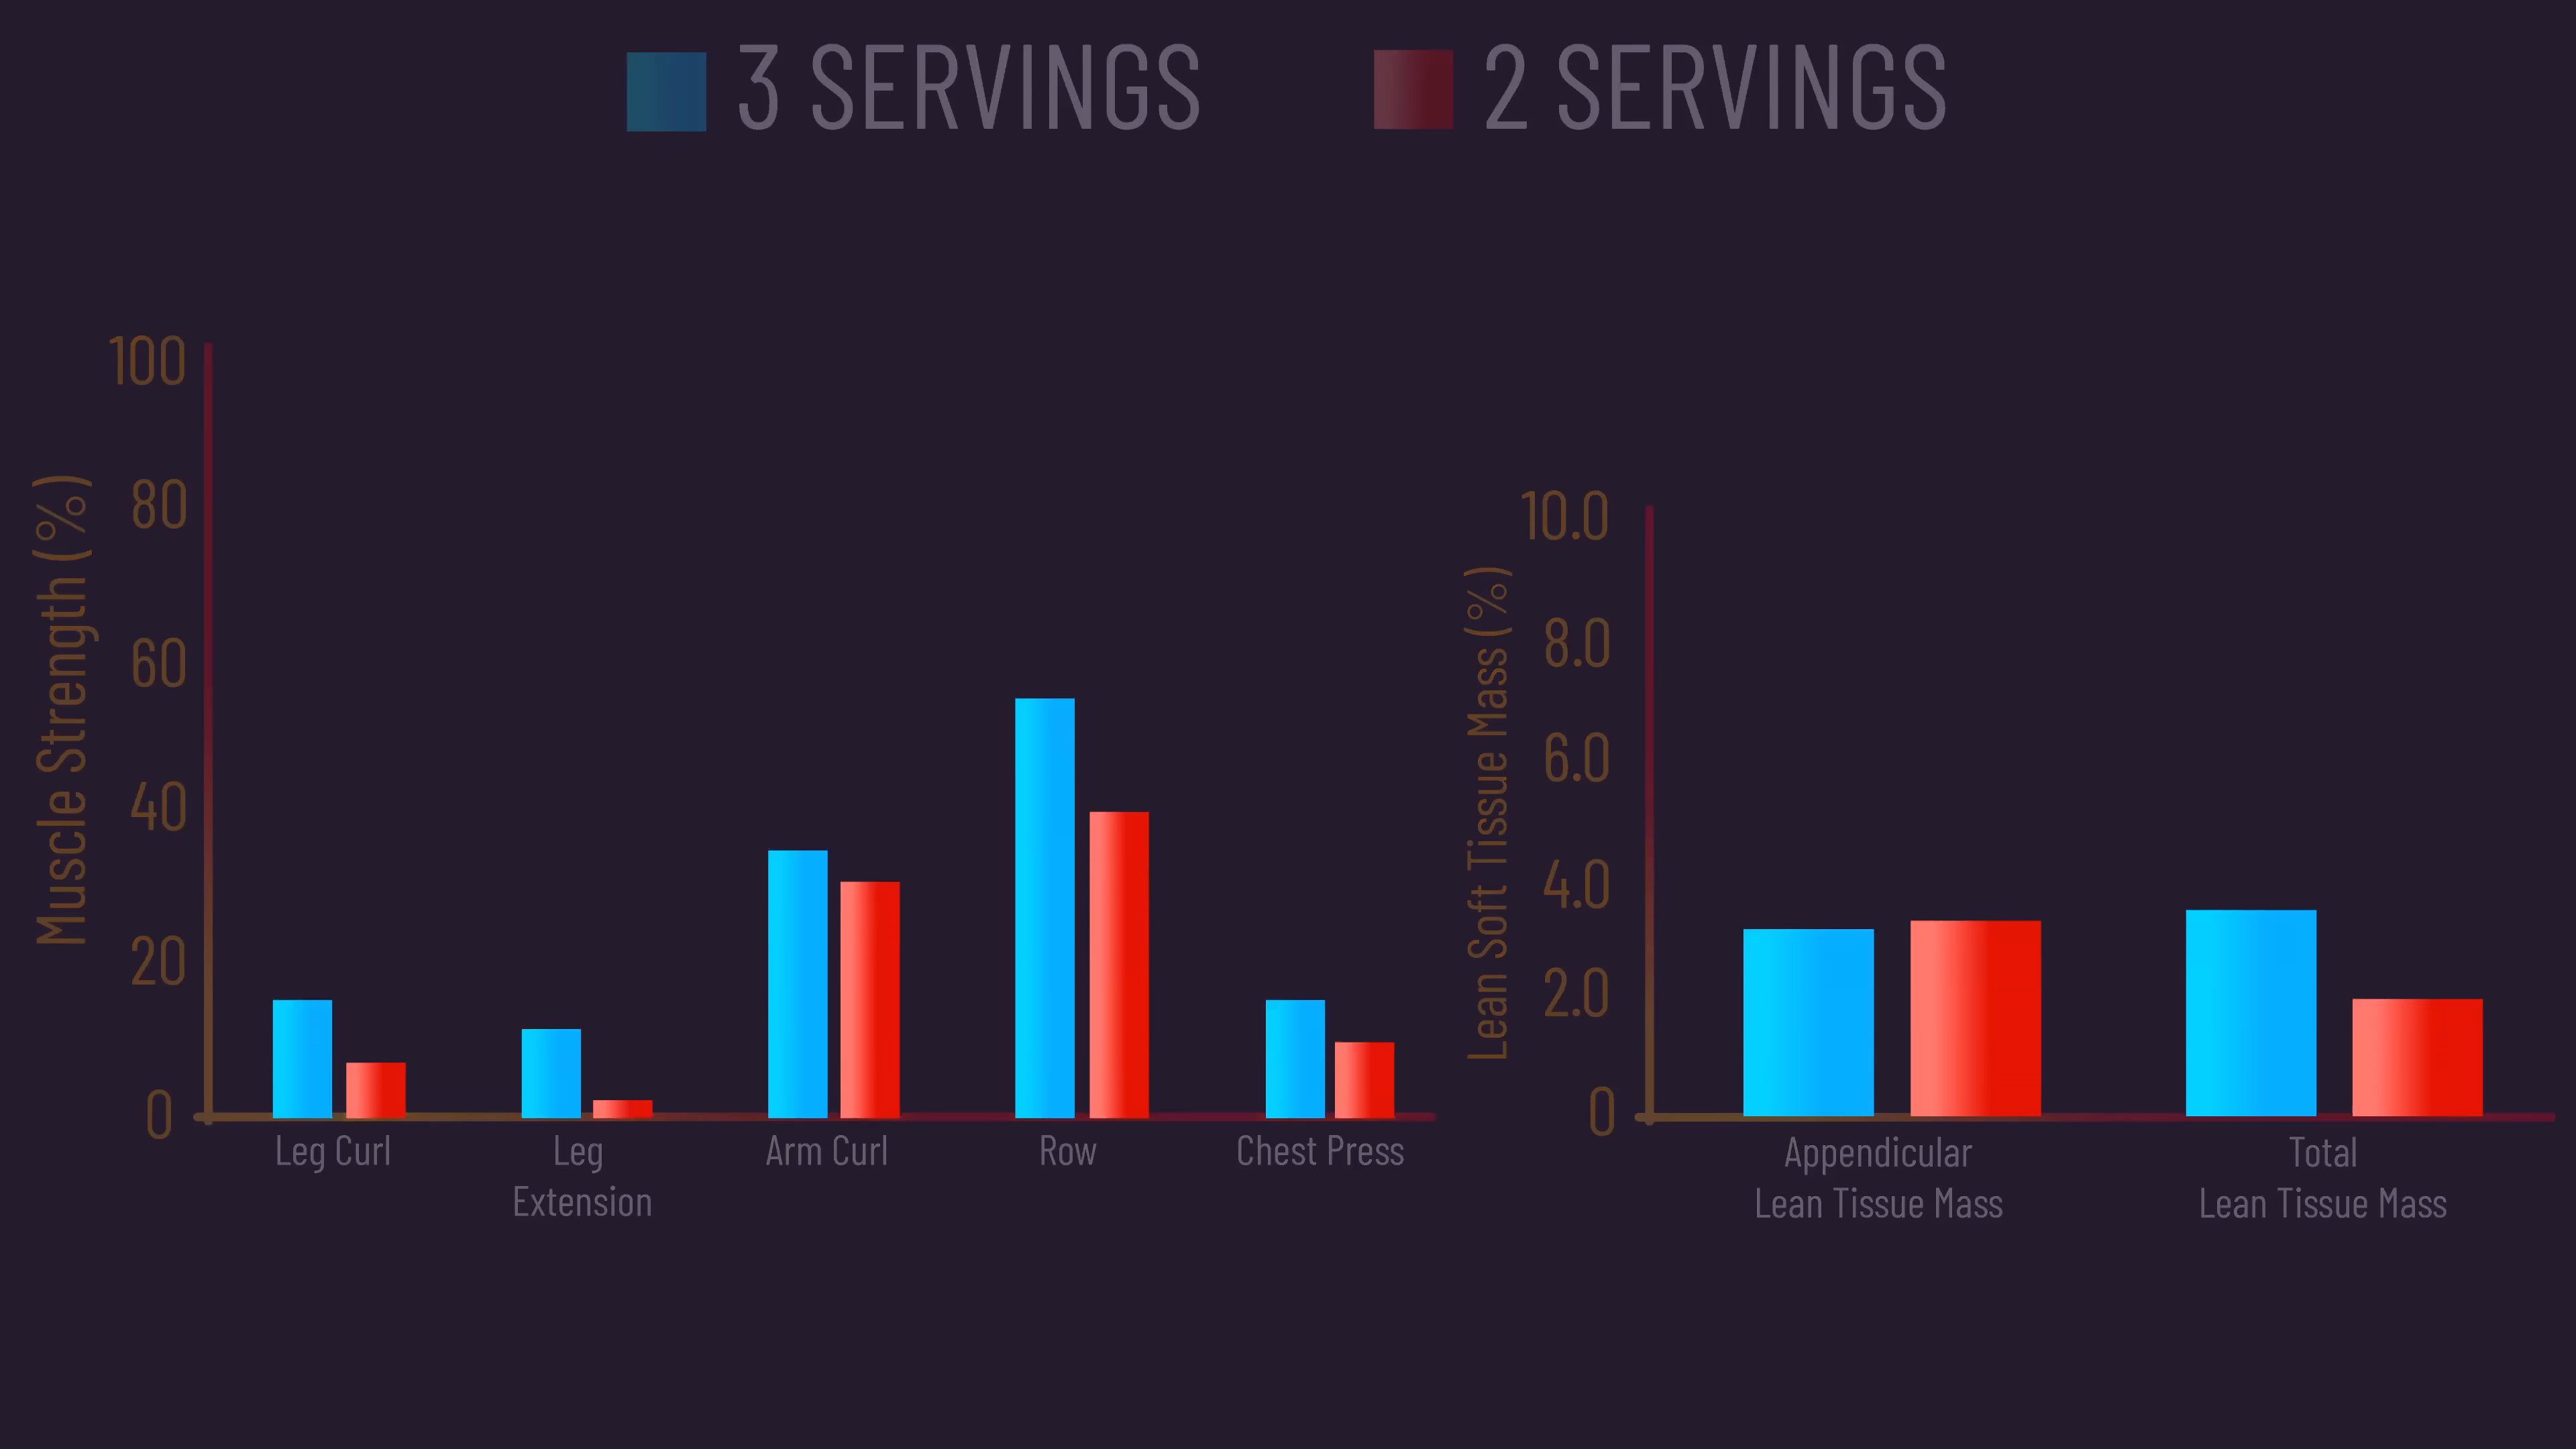 3 SERVINGS
2 SERVINGS
Muscle Strength (%)
100
80
60
40
20
0
Leg Curl
Leg
Extension
Arm Curl
Row
Chest Press
Lean Soft Tissue Mass (%)
10.0
8.0
6.0
4.0
2.0
0
Appendicular
Lean Tissue Mass
Total
Lean Tissue Mass